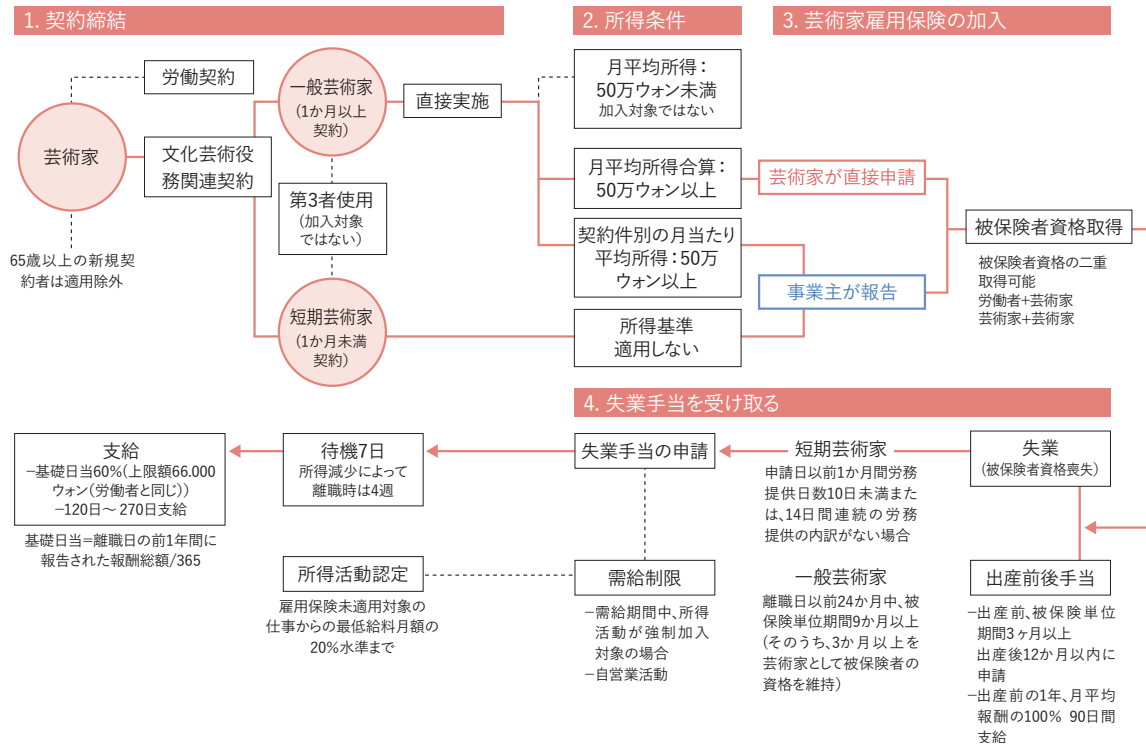 1. 契約締結
2. 所得条件
3. 芸術家雇用保険の加入
芸術家
65歳以上の新規契
約者は適用除外
労働契約
文化芸術役
務関連契約
一般芸術家
(1か月以上
契約)
第3者使用
(加入対象
ではない)
短期芸術家
(1か月未満
契約)
直接実施
月平均所得：
50万ウォン未満
加入対象ではない
月平均所得合算：
50万ウォン以上
契約件別の月当たり
平均所得：50万
ウォン以上
所得基準
適用しない
芸術家が直接申請
事業主が報告
被保険者資格取得
被保険者資格の二重
取得可能
労働者+芸術家
芸術家+芸術家
4. 失業手当を受け取る
支給
−基礎日当60%(上限額66.000
ウォン(労働者と同じ))
−120日〜270日支給
基礎日当=離職日の前1年間に
報告された報酬総額/365
待機7日
所得減少によって
離職時は4週
所得活動認定
雇用保険未適用対象の
仕事からの最低給料月額の
20%水準まで
失業手当の申請
需給制限
−需給期間中、所得
活動が強制加入
対象の場合
−自営業活動
短期芸術家
申請日以前1か月間労務
提供日数10日未満また
は、14日間連続の労務
提供の内訳がない場合
一般芸術家
離職日以前24か月中、被
保険単位期間9か月以上
(そのうち、3か月以上を
芸術家として被保険者の
資格を維持)
失業
(被保険者資格喪失)
出産前後手当
−出産前、被保険単位
期間3ヶ月以上
出産後12か月以内に
申請
−出産前の1年、月平均
報酬の100% 90日間
支給